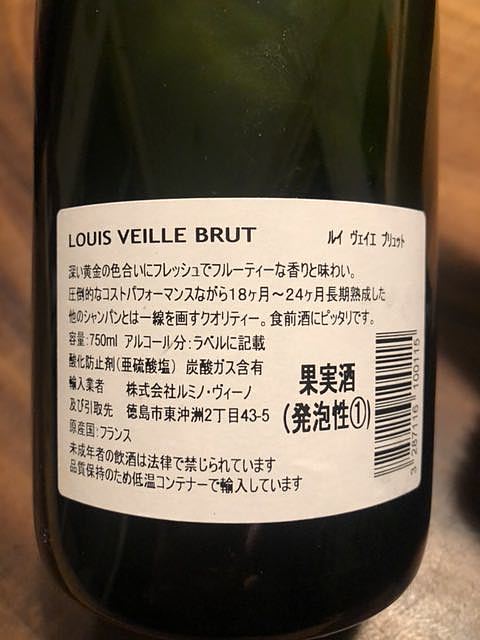 LOUIS VEILLE BRUT ルイ ヴェイエ ブリュット
深い黄金の色合いにフレッシュでフルーティーな香りと味わい。
圧倒的なコストパフォーマンスながら18ヶ月～24ヶ月長期熟成した
他のシャンパンとは一線を画すクオリティー。食前酒にピッタリです。
容量:750ml アルコール分:ラベルに記載
酸化防止剤(亜硫酸塩) 炭酸ガス含有
輸入業者 株式会社ルミノ・ヴィーノ
及び引取先 徳島市東沖洲2丁目43-5
原産国:フランス
未成年者の飲酒は法律で禁じられています
品質保持のため低温コンテナーで輸入しています
果実酒
(発泡性①)
3 287116 100115